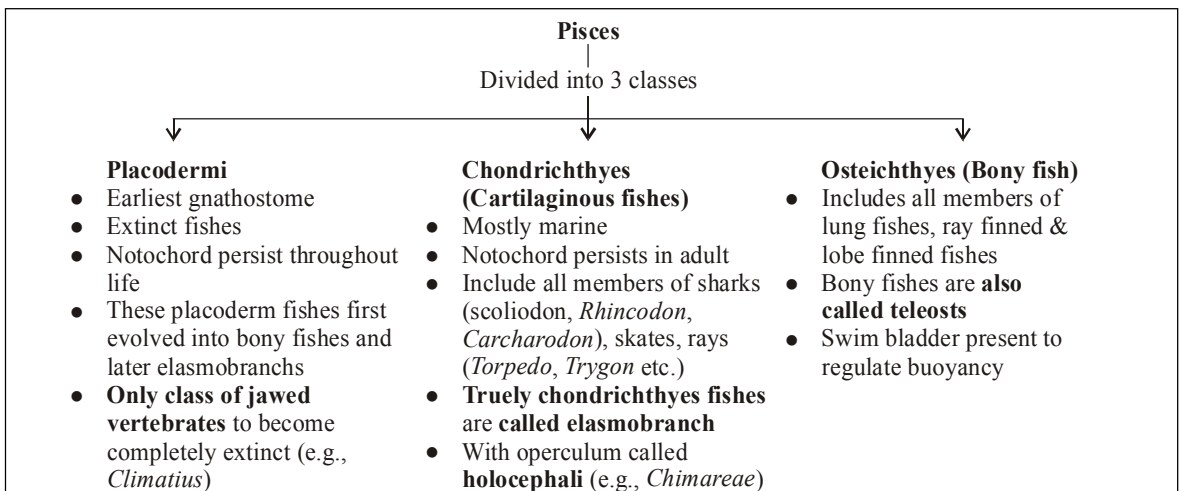 Pisces
Divided into 3 classes
Placodermi
● Earliest gnathostome
● Extinct fishes
● Notochord persist throughout
life
● These placoderm fishes first
evolved into bony fishes and
later elasmobranchs
● Only class of jawed
vertebrates to become
completely extinct (e.g.,
Climatius)
Chondrichthyes
(Cartilaginous fishes)
● Mostly marine
● Notochord persists in adult
● Include all members of sharks
(scoliodon, Rhincodon,
Carcharodon), skates, rays
(Torpedo, Trygon etc.)
● Truely chondrichthyes fishes
are called elasmobranch
● With operculum called
holocephali (e.g., Chimareae)
Osteichthyes (Bony fish)
● Includes all members of
lung fishes, ray finned &
lobe finned fishes
● Bony fishes are also
called teleosts
● Swim bladder present to
regulate buoyancy